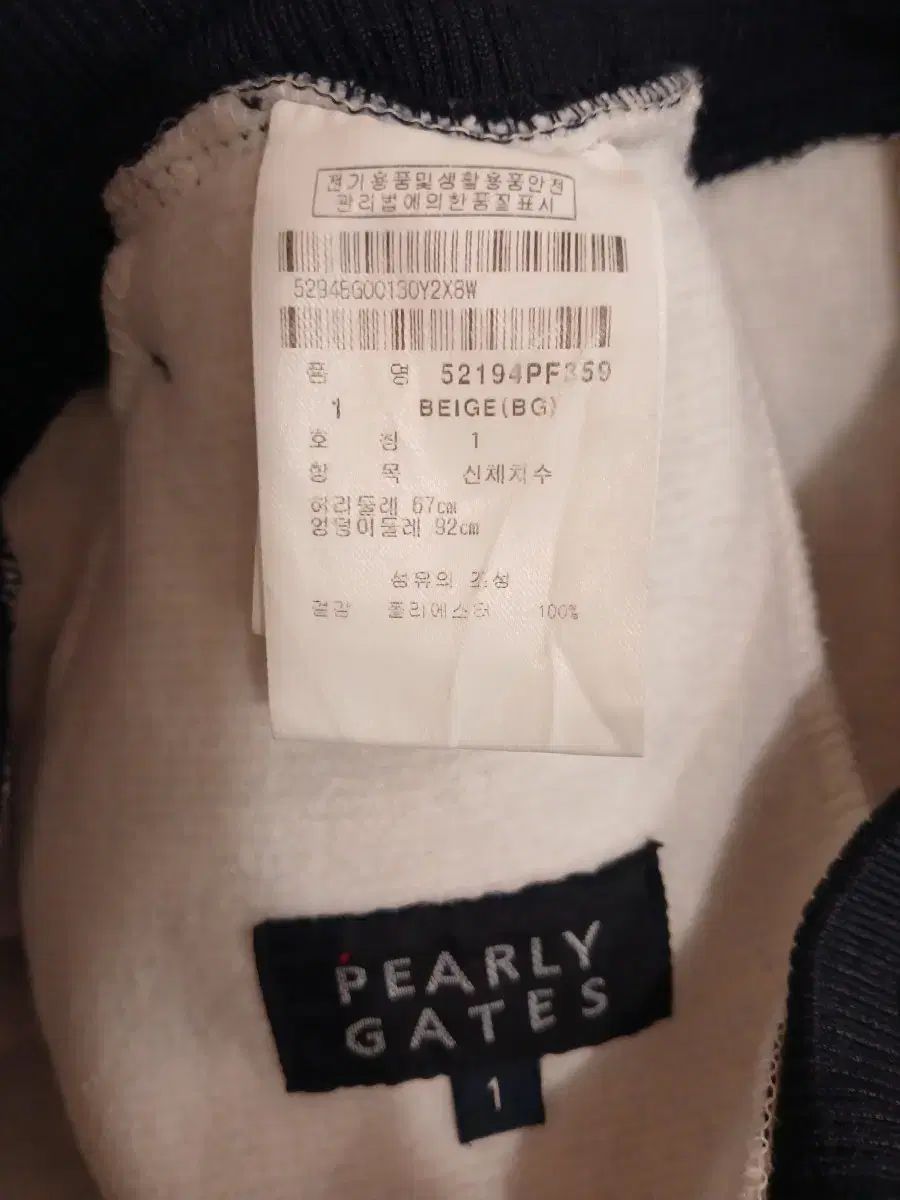 전기용품및생활용품안전
관리법에의한품질표시
5294BG00130Y2X8W
품 명 52194PF359
1 BEIGE(BG)
호 칭 1
항 목 신체치수
허리둘레 67cm
엉덩이둘레 92cm
섬유의 조성
겉감 폴리에스터 100%
PEARLY
GATES
1